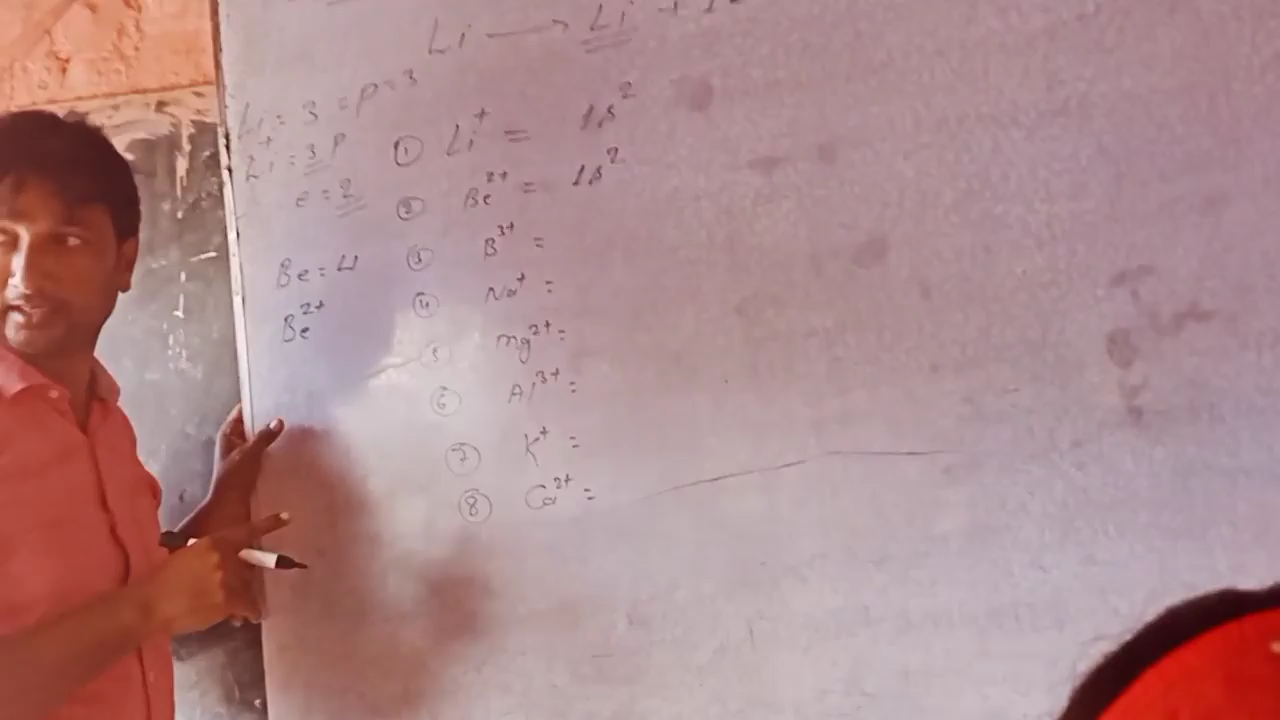 Li → Li +
Li = 3 = P = 3
Li⁺ = 3 P
e = 2
Be = 4
Be²⁺
① Li⁺ = 1s²
② Be²⁺ = 1s²
③ B³⁺ =
④ Na⁺ =
⑤ mg²⁺ =
⑥ Al³⁺ =
⑦ K⁺ =
⑧ Ca²⁺ =